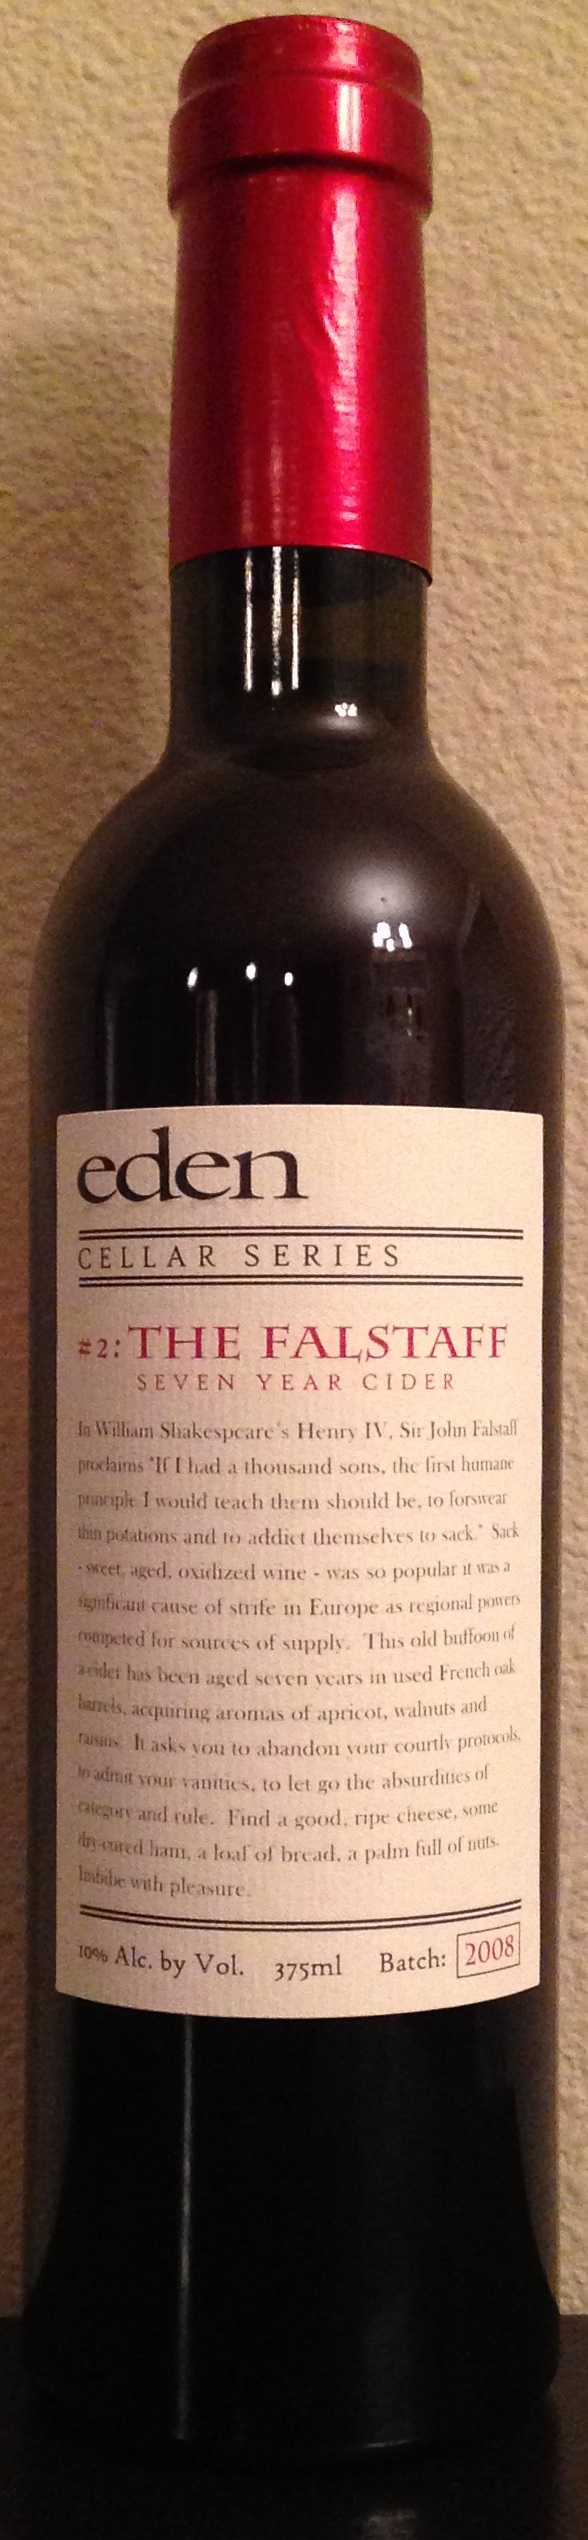 eden
CELLAR SERIES
#2: THE FALSTAFF
SEVEN YEAR CIDER
In William Shakespeare's Henry IV, Sir John Falstaff
proclaims "If I had a thousand sons, the first humane
principle I would teach them should be, to forswear
thin potations and to addict themselves to sack." Sack
- sweet, aged, oxidized wine - was so popular it was a
significant cause of strife in Europe as regional powers
competed for sources of supply. This old buffoon of
a cider has been aged seven years in used French oak
barrels, acquiring aromas of apricot, walnuts and
raisins. It asks you to abandon your courtly protocols,
to admit your vanities, to let go the absurdities of
category and rule. Find a good, ripe cheese, some
dry-cured ham, a loaf of bread, a palm full of nuts.
Imbibe with pleasure.
10% Alc. by Vol. 375ml Batch: 2008